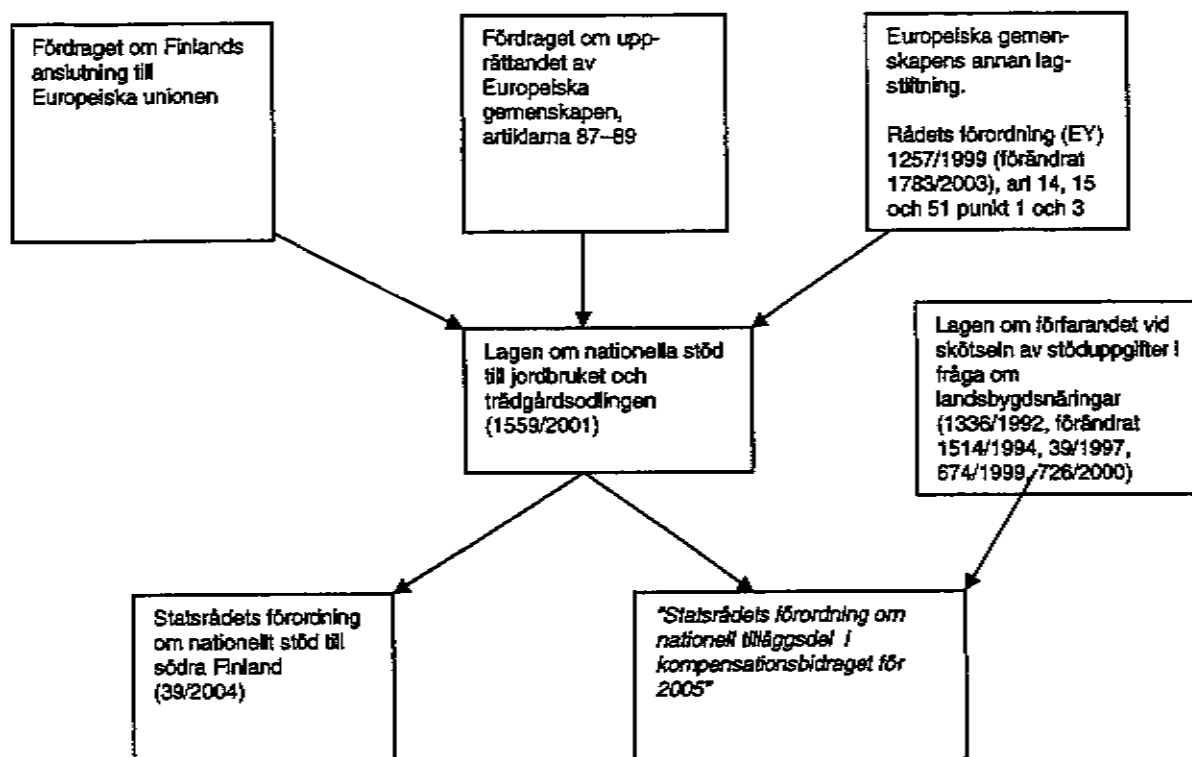 Fördraget om Finlands
anslutning till
Europeiska unionen
Fördraget om upp-
rättandet av
Europeiska
gemenskapen,
artiklarna 87–89
Europeiska gemen-
skapens annan lag-
stiftning.
Rådets förordning (EY)
1257/1999 (förändrat
1783/2003), art 14, 15
och 51 punkt 1 och 3
Lagen om nationella stöd
till jordbruket och
trädgårdsodlingen
(1559/2001)
Lagen om förfarandet vid
skötseln av stöduppgifter i
fråga om
landsbygdsnäringar
(1336/1992, förändrat
1514/1994, 39/1997,
674/1999, 726/2000)
Statsrådets förordning
om nationellt stöd till
södra Finland
(39/2004)
"Statsrådets förordning om
nationell tilläggsdel i
kompensationsbidraget för
2005"